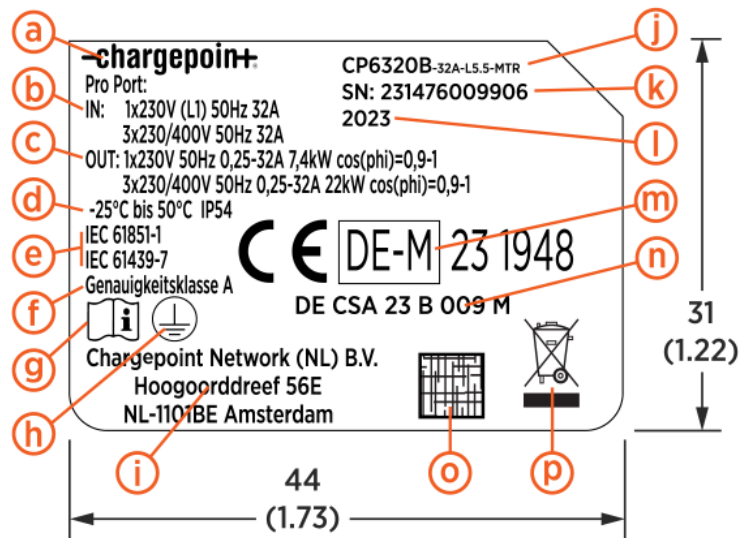 a
chargepoin+
CP6320B-32A-L5.5-MTR
j
Pro Port:
SN: 231476009906
k
b
IN: 1x230V (L1) 50Hz 32A
3x230/400V 50Hz 32A
2023
l
c
OUT: 1x230V 50Hz 0,25-32A 7,4kW cos(phi)=0,9-1
3x230/400V 50Hz 0,25-32A 22kW cos(phi)=0,9-1
d
-25°C bis 50°C IP54
m
e
IEC 61851-1
IEC 61439-7
CE DE-M 23 1948
f
Genauigkeitsklasse A
DE CSA 23 B 009 M
n
g
i
h
Chargepoint Network (NL) B.V.
Hoogoorddreef 56E
NL-1101BE Amsterdam
i
o
p
31
(1.22)
44
(1.73)